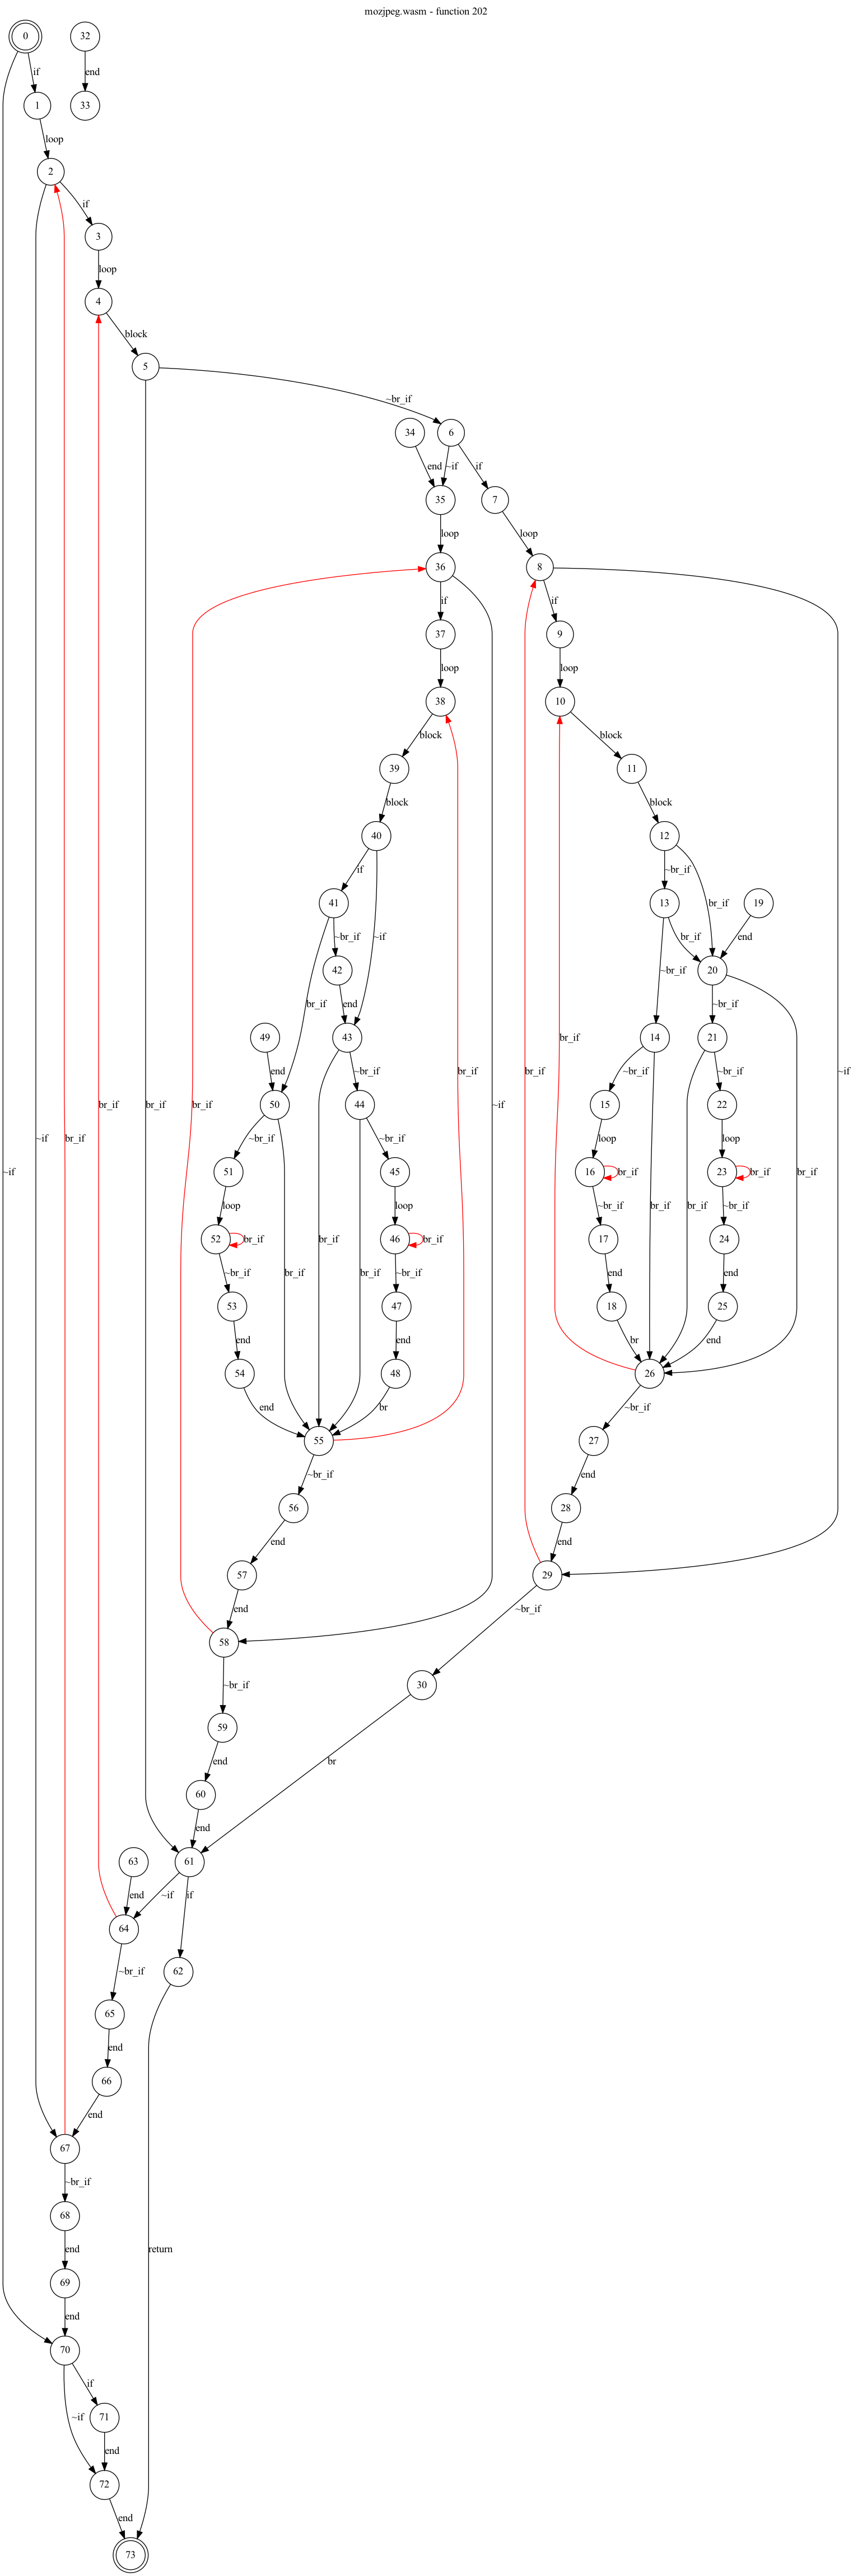 mozjpeg.wasm - function 202
0 32
if end
1 33
loop
2
if
3
loop
4
block
5
~br_if
34 6
end ~if if
35 7
loop loop
36 8
if if
37 9
loop loop
38 10
block block
39 11
block block
40 12
if ~br_if br_if
41 13 19
~br_if ~if br_if end
42 20
br_if end ~br_if ~br_if
49 43 14 21
end ~br_if br_if ~br_if ~br_if ~if
50 44 15 22
~if br_if br_if br_if br_if ~if
~br_if ~br_if loop loop
51 45 16 23
~if loop loop br_if br_if br_if br_if br_if
52 br_if 46 br_if ~br_if ~br_if
br_if br_if br_if br_if
~br_if ~br_if 17 24
53 47 end end
end end 18 25
54 48 br end
end br 26
55 ~br_if
~br_if 27
56 end
end 28
57 end
end 29
58 ~br_if
~br_if 30
59
end br
60
end
63 61
end ~if if
64 62
~br_if
65
end
66
end
67
~br_if
68
end return
69
end
70
if
~if 71
end
72
end
73